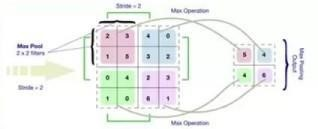 Stride = 2
Max Operation
Max Pool
2 x 2 filters
2 3 4 0
1 5 3 2
0 4 2 3
1 0 6 1
Stride = 2
5 4
4 6
Max Pooling
Output
Max Operation